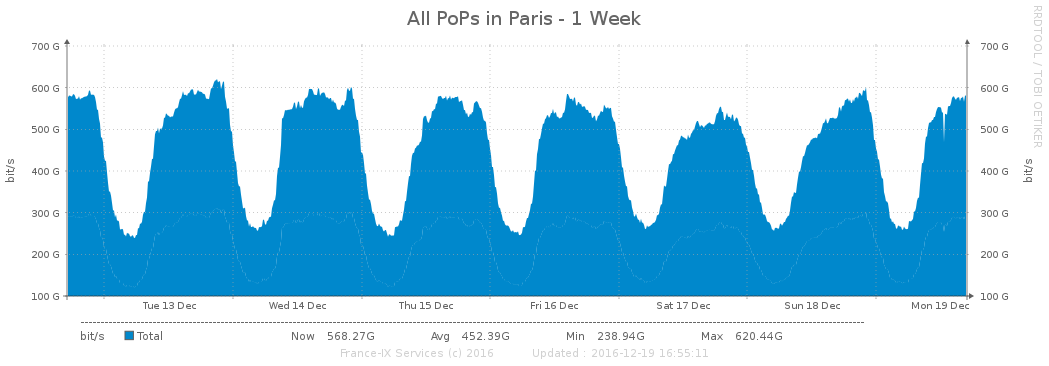 All PoPs in Paris - 1 Week
RRDTOOL / TOBI OETIKER
700 G 700 G
600 G 600 G
500 G 500 G
400 G 400 G
300 G 300 G
200 G 200 G
100 G 100 G
bit/s bit/s
Tue 13 Dec Wed 14 Dec Thu 15 Dec Fri 16 Dec Sat 17 Dec Sun 18 Dec Mon 19 Dec
bit/s Total Now 568.27G Avg 452.39G Min 238.94G Max 620.44G
France-IX Services (c) 2016 Updated : 2016-12-19 16:55:11